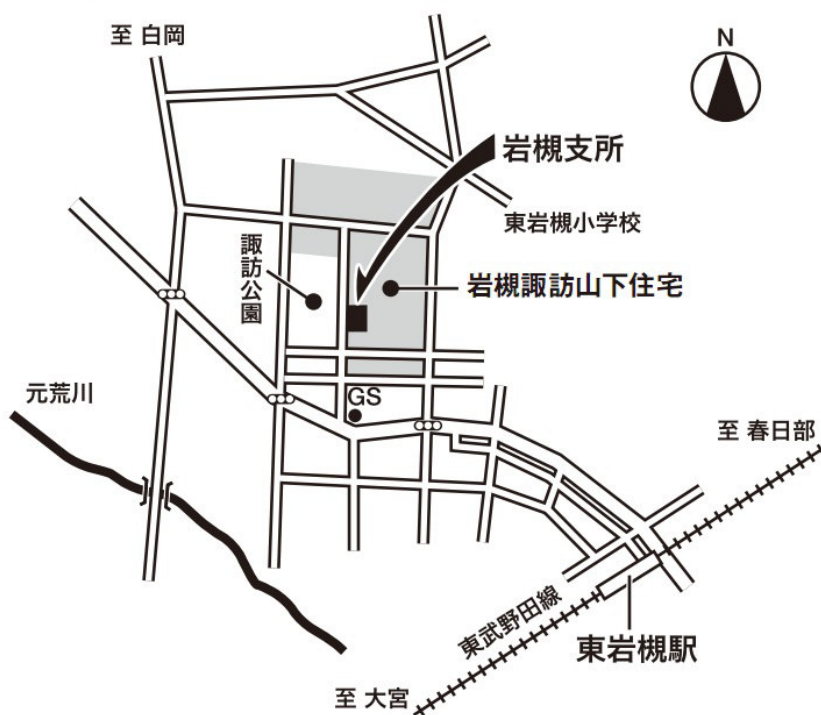 至 白岡
N
岩槻支所
東岩槻小学校
諏訪公園
岩槻諏訪山下住宅
元荒川
GS
至 春日部
東武野田線
東岩槻駅
至 大宮